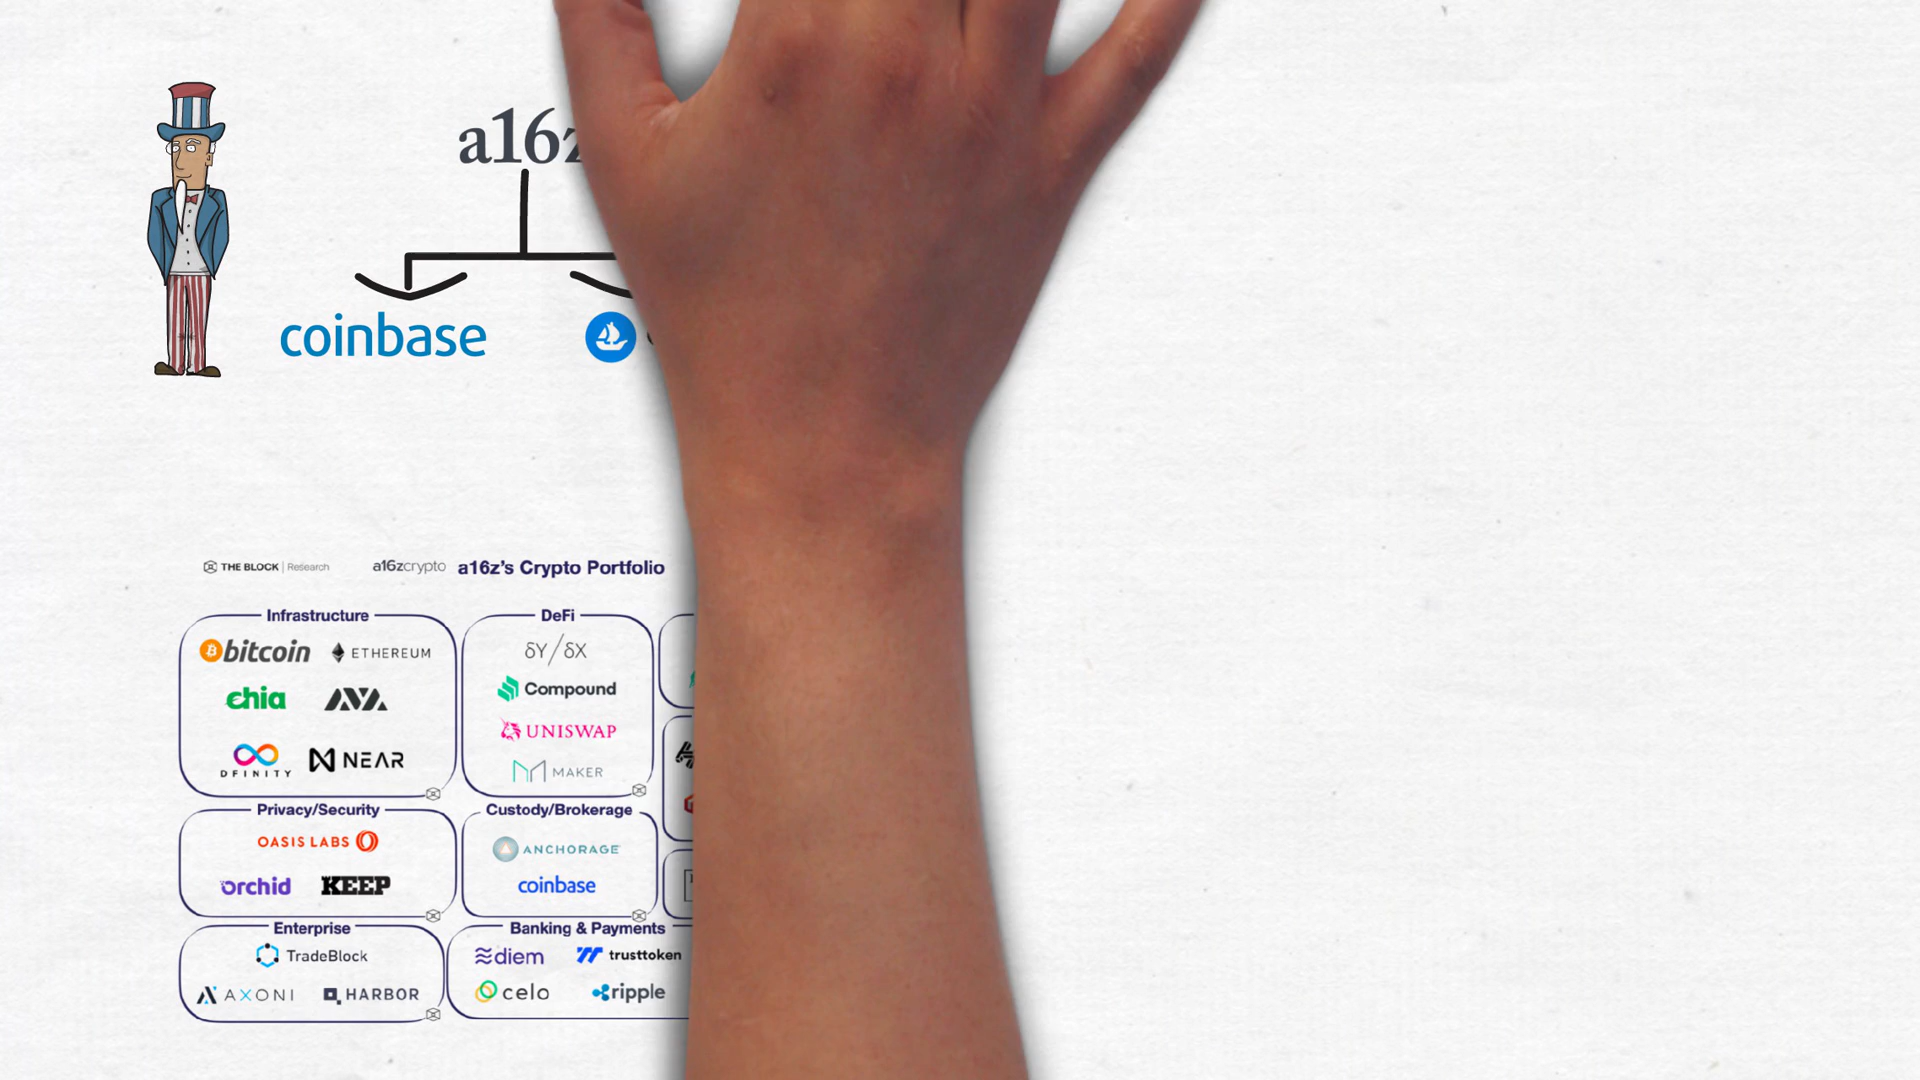 a16z
coinbase
THE BLOCK | Research a16zcrypto a16z's Crypto Portfolio
Infrastructure
bitcoin ETHEREUM
chia AVA
DFINITY NEAR
DeFi
δY/δX
Compound
UNISWAP
MAKER
Privacy/Security
OASIS LABS
orchid KEEP
Custody/Brokerage
ANCHORAGE
coinbase
Enterprise
TradeBlock
AXONI HARBOR
Banking & Payments
diem trusttoken
celo ripple